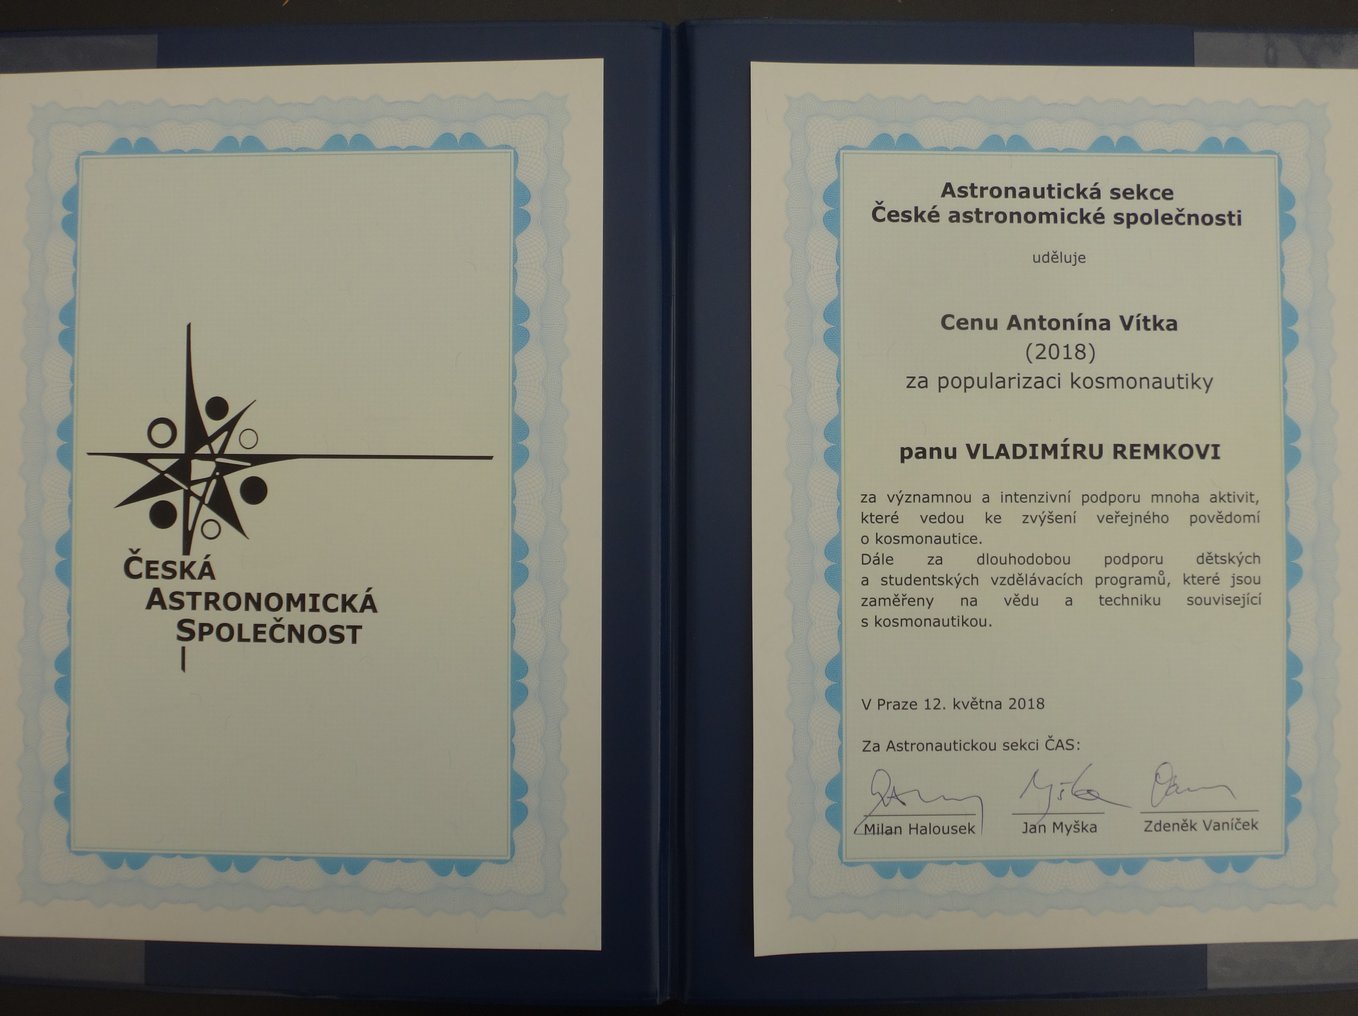 ČESKÁ
ASTRONOMICKÁ
SPOLEČNOST
Astronautická sekce
České astronomické společnosti
uděluje
Cenu Antonína Vítka
(2018)
za popularizaci kosmonautiky
panu VLADIMÍRU REMKOVI
za významnou a intenzivní podporu mnoha aktivit,
které vedou ke zvýšení veřejného povědomí
o kosmonautice.
Dále za dlouhodobou podporu dětských
a studentských vzdělávacích programů, které jsou
zaměřeny na vědu a techniku související
s kosmonautikou.
V Praze 12. května 2018
Za Astronautickou sekci ČAS:
Milan Halousek Jan Myška Zdeněk Vaníček